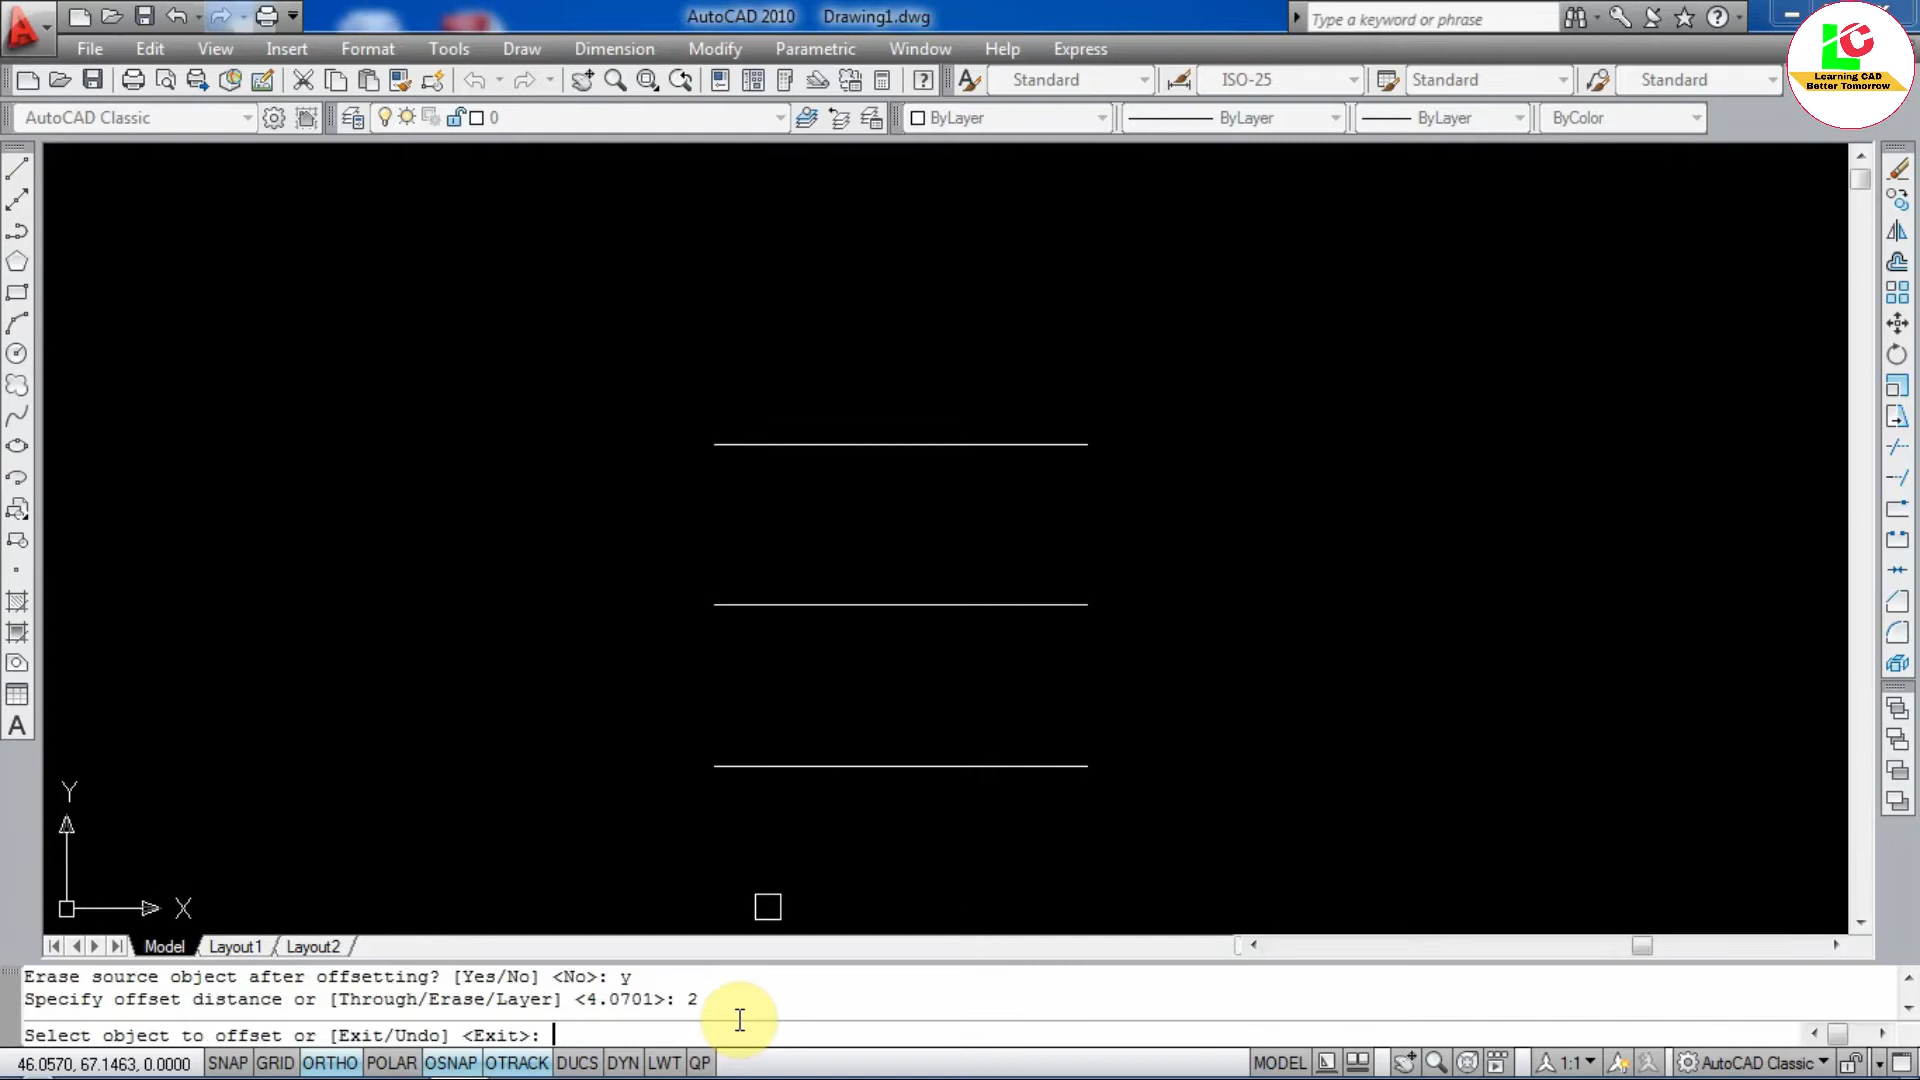 AutoCAD 2010 Drawing1.dwg Type a keyword or phrase
File Edit View Insert Format Tools Draw Dimension Modify Parametric Window Help Express
Standard ISO-25 Standard Standard
LC
Learning CAD
Better Tomorrow
AutoCAD Classic 0 ByLayer ByLayer ByLayer ByColor
A
Y
X
Model Layout1 Layout2
Erase source object after offsetting? [Yes/No] <No>: y
Specify offset distance or [Through/Erase/Layer] <4.0701>: 2
Select object to offset or [Exit/Undo] <Exit>:
46.0570, 67.1463, 0.0000 SNAP GRID ORTHO POLAR OSNAP OTRACK DUCS DYN LWT QP MODEL 1:1 AutoCAD Classic